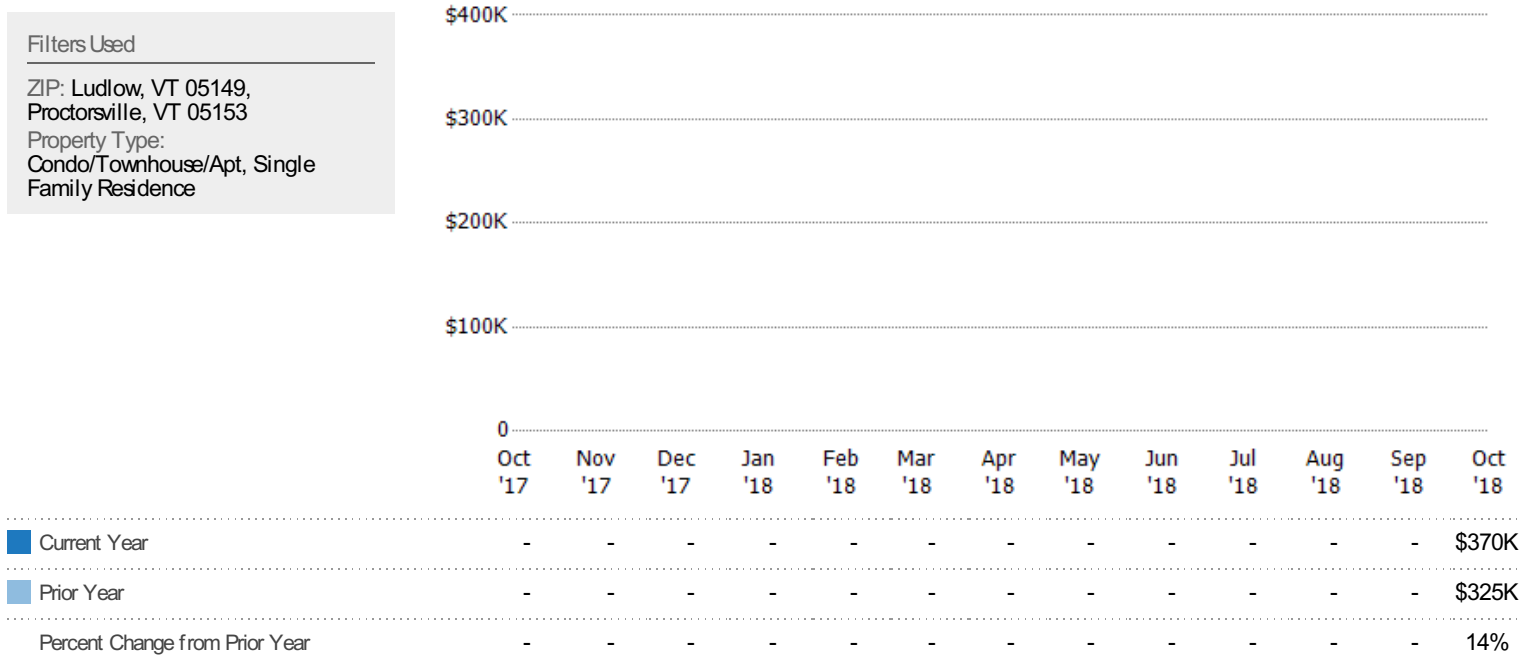 Filters Used
ZIP: Ludlow, VT 05149,
Proctorsville, VT 05153
Property Type:
Condo/Townhouse/Apt, Single
Family Residence
$400K
$300K
$200K
$100K
0
Oct Nov Dec Jan Feb Mar Apr May Jun Jul Aug Sep Oct
'17 '17 '17 '18 '18 '18 '18 '18 '18 '18 '18 '18 '18
Current Year - - - - - - - - - - - - $370K
Prior Year - - - - - - - - - - - - $325K
Percent Change from Prior Year - - - - - - - - - - - - 14%